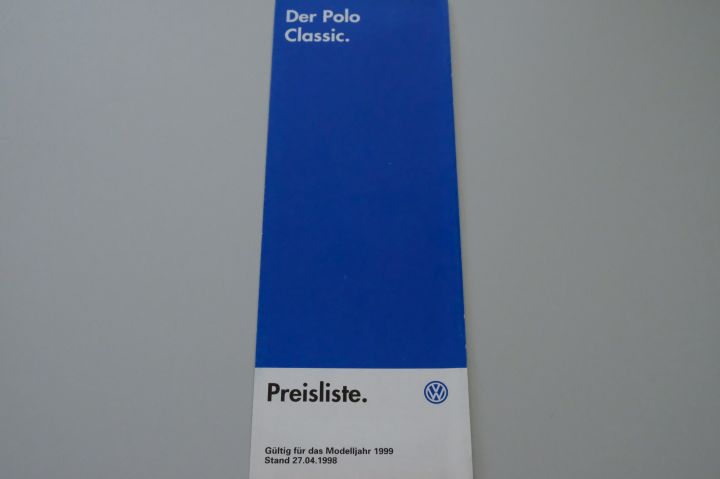 Der Polo
Classic.
Preisliste.
Gültig für das Modelljahr 1999
Stand 27.04.1998